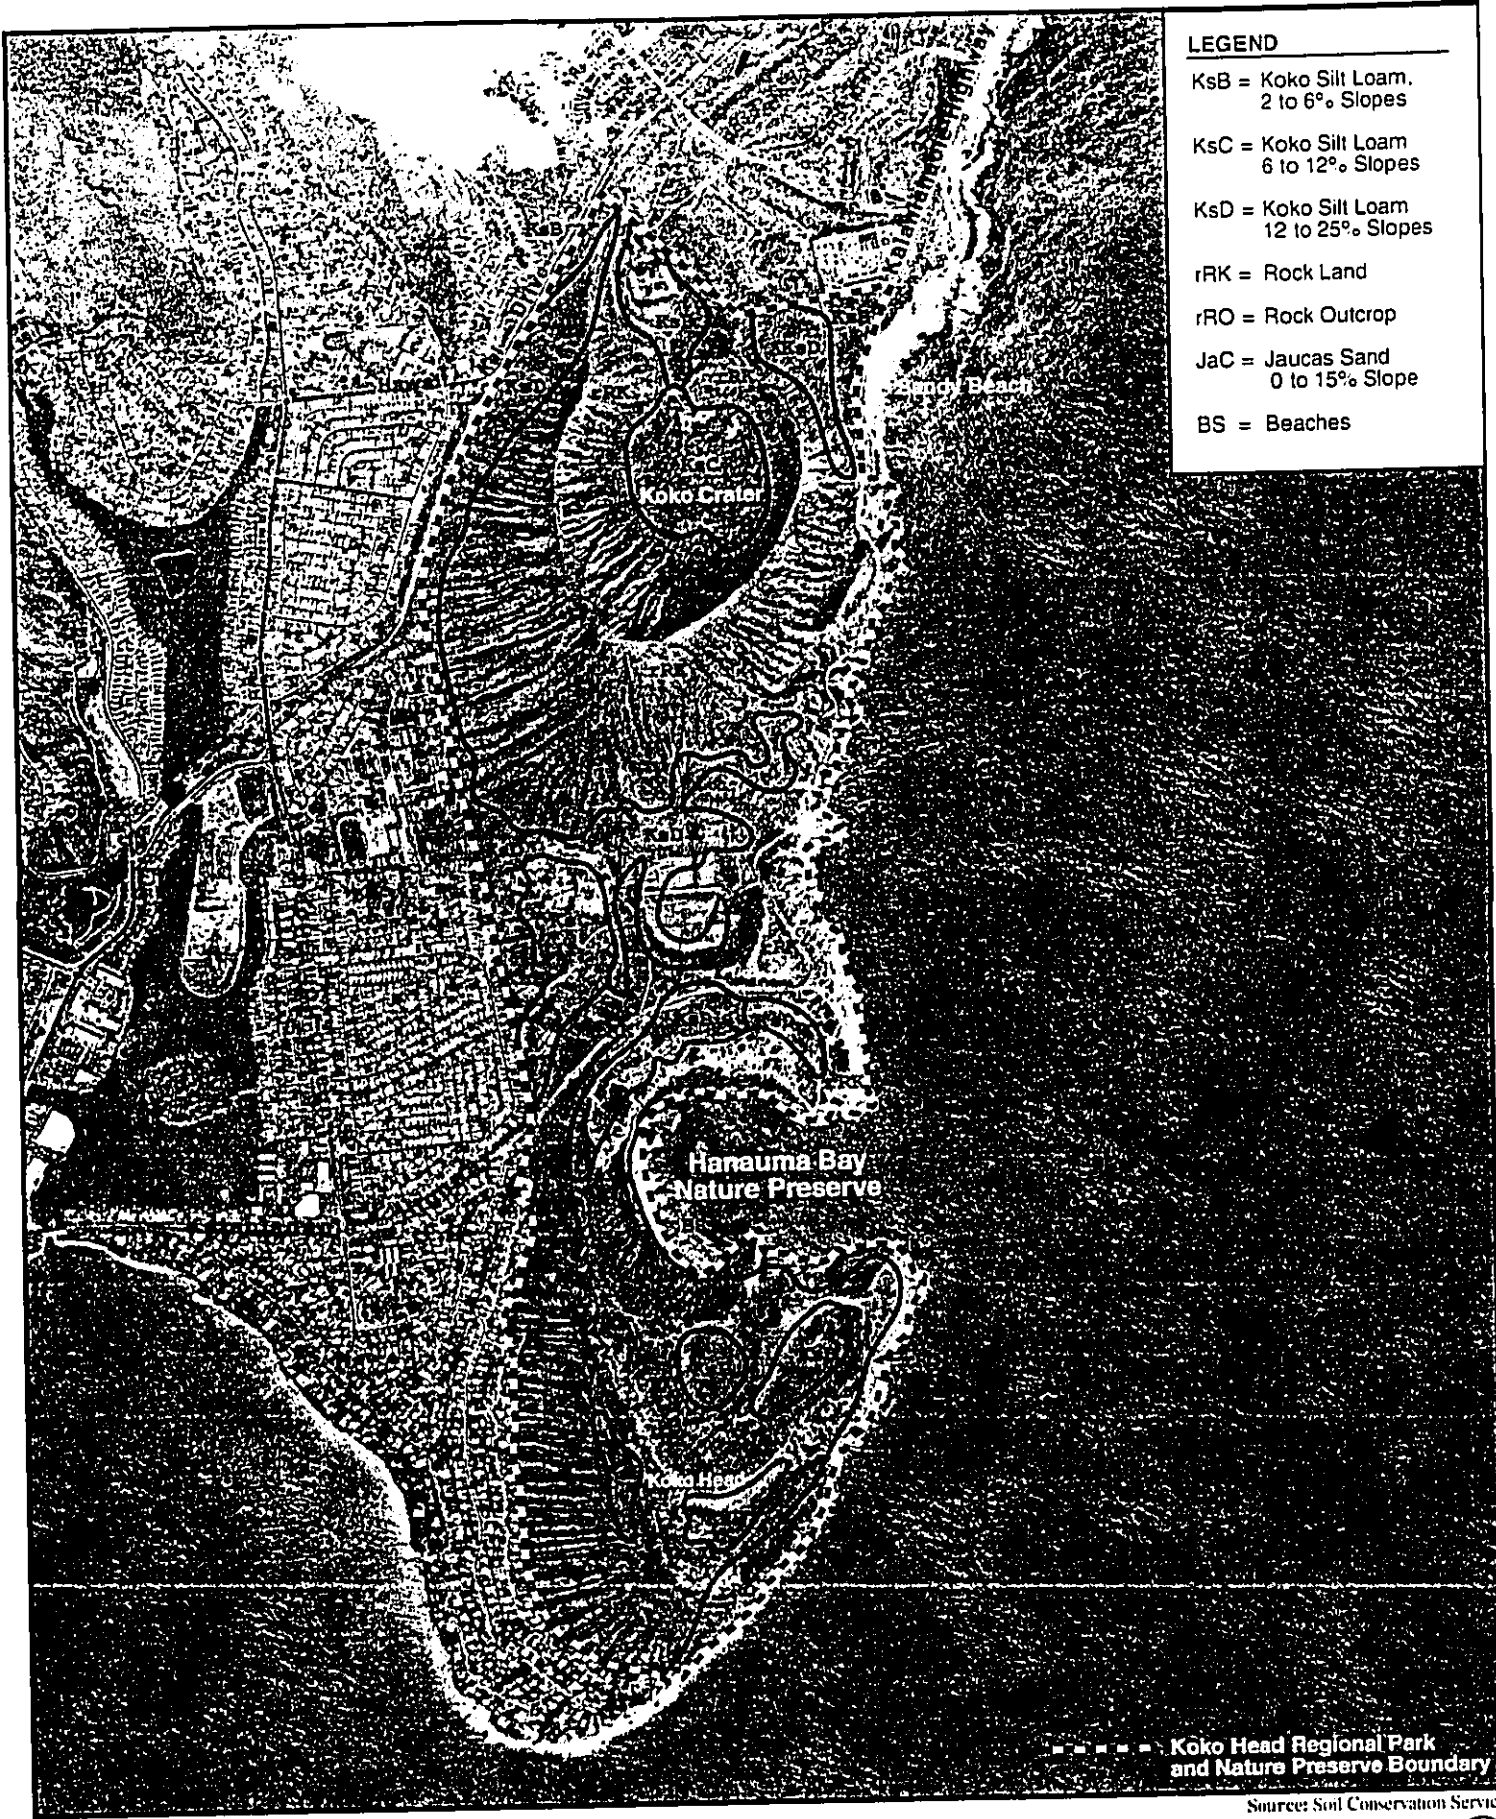 LEGEND
KsB = Koko Silt Loam,
2 to 6% Slopes
KsC = Koko Silt Loam
6 to 12% Slopes
KsD = Koko Silt Loam
12 to 25% Slopes
rRK = Rock Land
rRO = Rock Outcrop
JaC = Jaucas Sand
0 to 15% Slope
BS = Beaches
KsB
Sandy Beach
KsC
Koko Crater
Hanauma Bay
Nature Preserve
Koko Head
Koko Head Regional Park
and Nature Preserve Boundary
Source: Soil Conservation